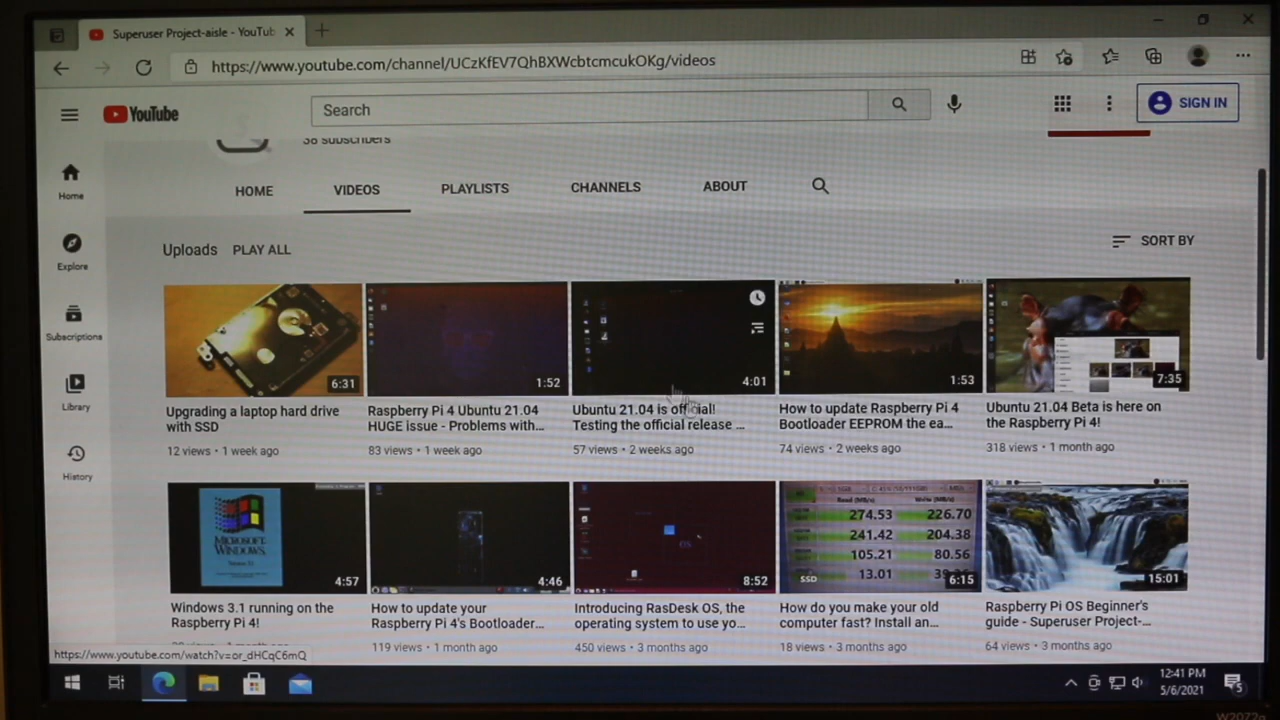 Superuser Project-aisle - YouTub
https://www.youtube.com/channel/UCzKfEV7QhBXWcbtcmcukOKg/videos
YouTube
Search
SIGN IN
38 subscribers
HOME
VIDEOS
PLAYLISTS
CHANNELS
ABOUT
Home
Explore
Subscriptions
Library
History
Uploads
PLAY ALL
SORT BY
6:31
1:52
4:01
1:53
7:35
Upgrading a laptop hard drive
with SSD
12 views • 1 week ago
Raspberry Pi 4 Ubuntu 21.04
HUGE issue - Problems with...
83 views • 1 week ago
Ubuntu 21.04 is official!
Testing the official release ...
57 views • 2 weeks ago
How to update Raspberry Pi 4
Bootloader EEPROM the ea...
74 views • 2 weeks ago
Ubuntu 21.04 Beta is here on
the Raspberry Pi 4!
318 views • 1 month ago
MICROSOFT
WINDOWS
4:57
4:46
OS
8:52
Read [MB/s]
Write [MB/s]
274.53
226.70
241.42
204.38
105.21
80.56
13.01
SSD
6:15
15:01
Windows 3.1 running on the
Raspberry Pi 4!
How to update your
Raspberry Pi 4's Bootloader...
119 views • 1 month ago
Introducing RasDesk OS, the
operating system to use yo...
450 views • 3 months ago
How do you make your old
computer fast? Install an...
18 views • 3 months ago
Raspberry Pi OS Beginner's
guide - Superuser Project-...
64 views • 3 months ago
https://www.youtube.com/watch?v=or_dHCqC6mQ
12:41 PM
5/6/2021
5
W2072a